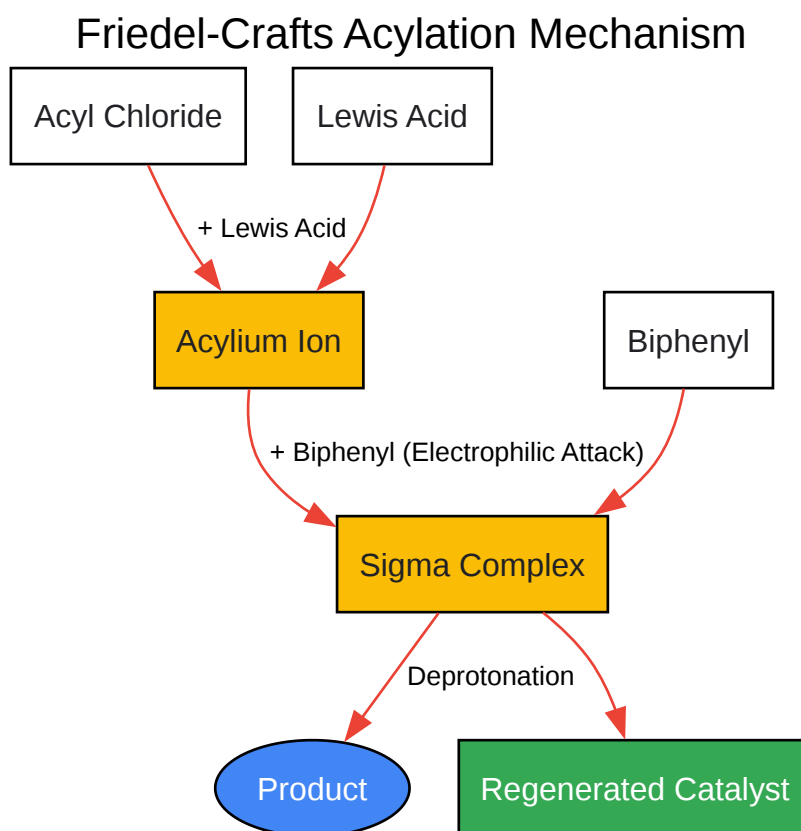 Friedel-Crafts Acylation Mechanism
Acyl Chloride
Lewis Acid
+ Lewis Acid
Acylium Ion
Biphenyl
+ Biphenyl (Electrophilic Attack)
Sigma Complex
Deprotonation
Product
Regenerated Catalyst